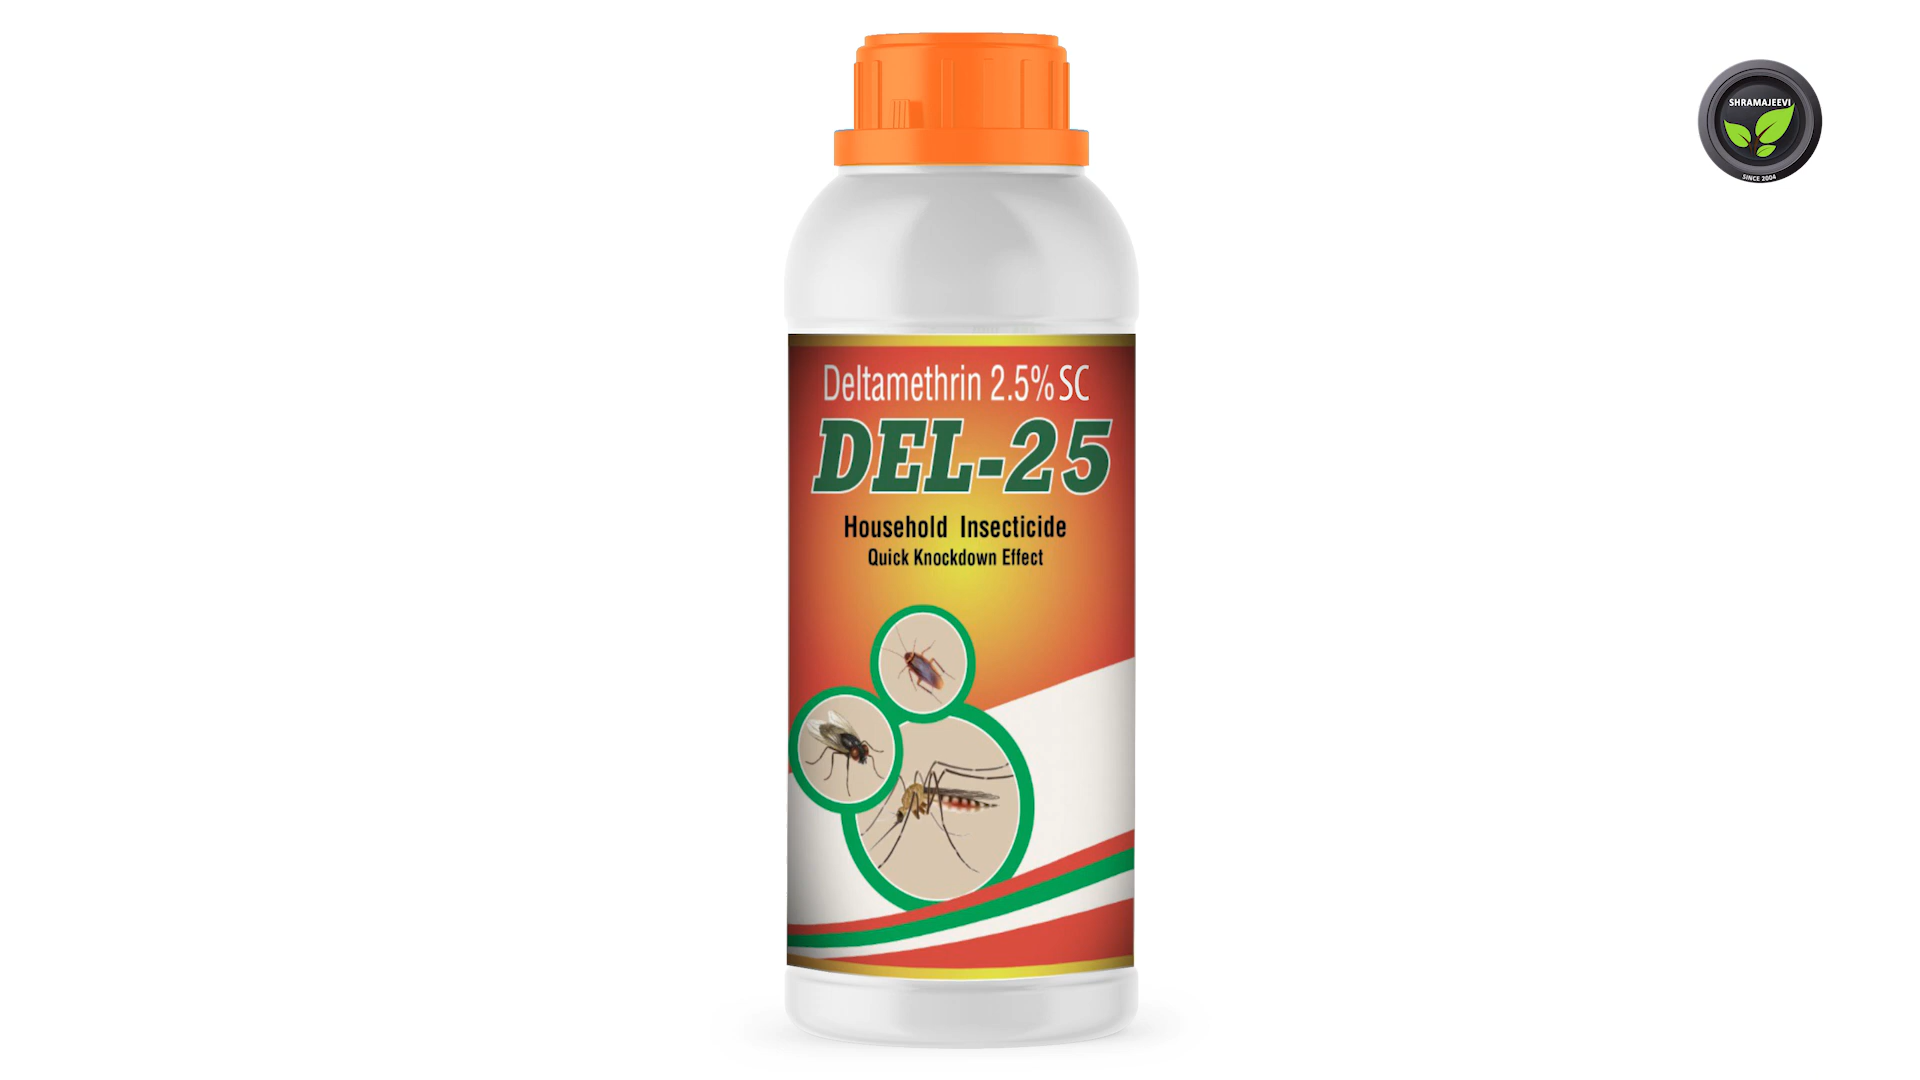 SHRAMAJEEVI
SINCE 2004
Deltamethrin 2.5% SC
DEL-25
Household Insecticide
Quick Knockdown Effect